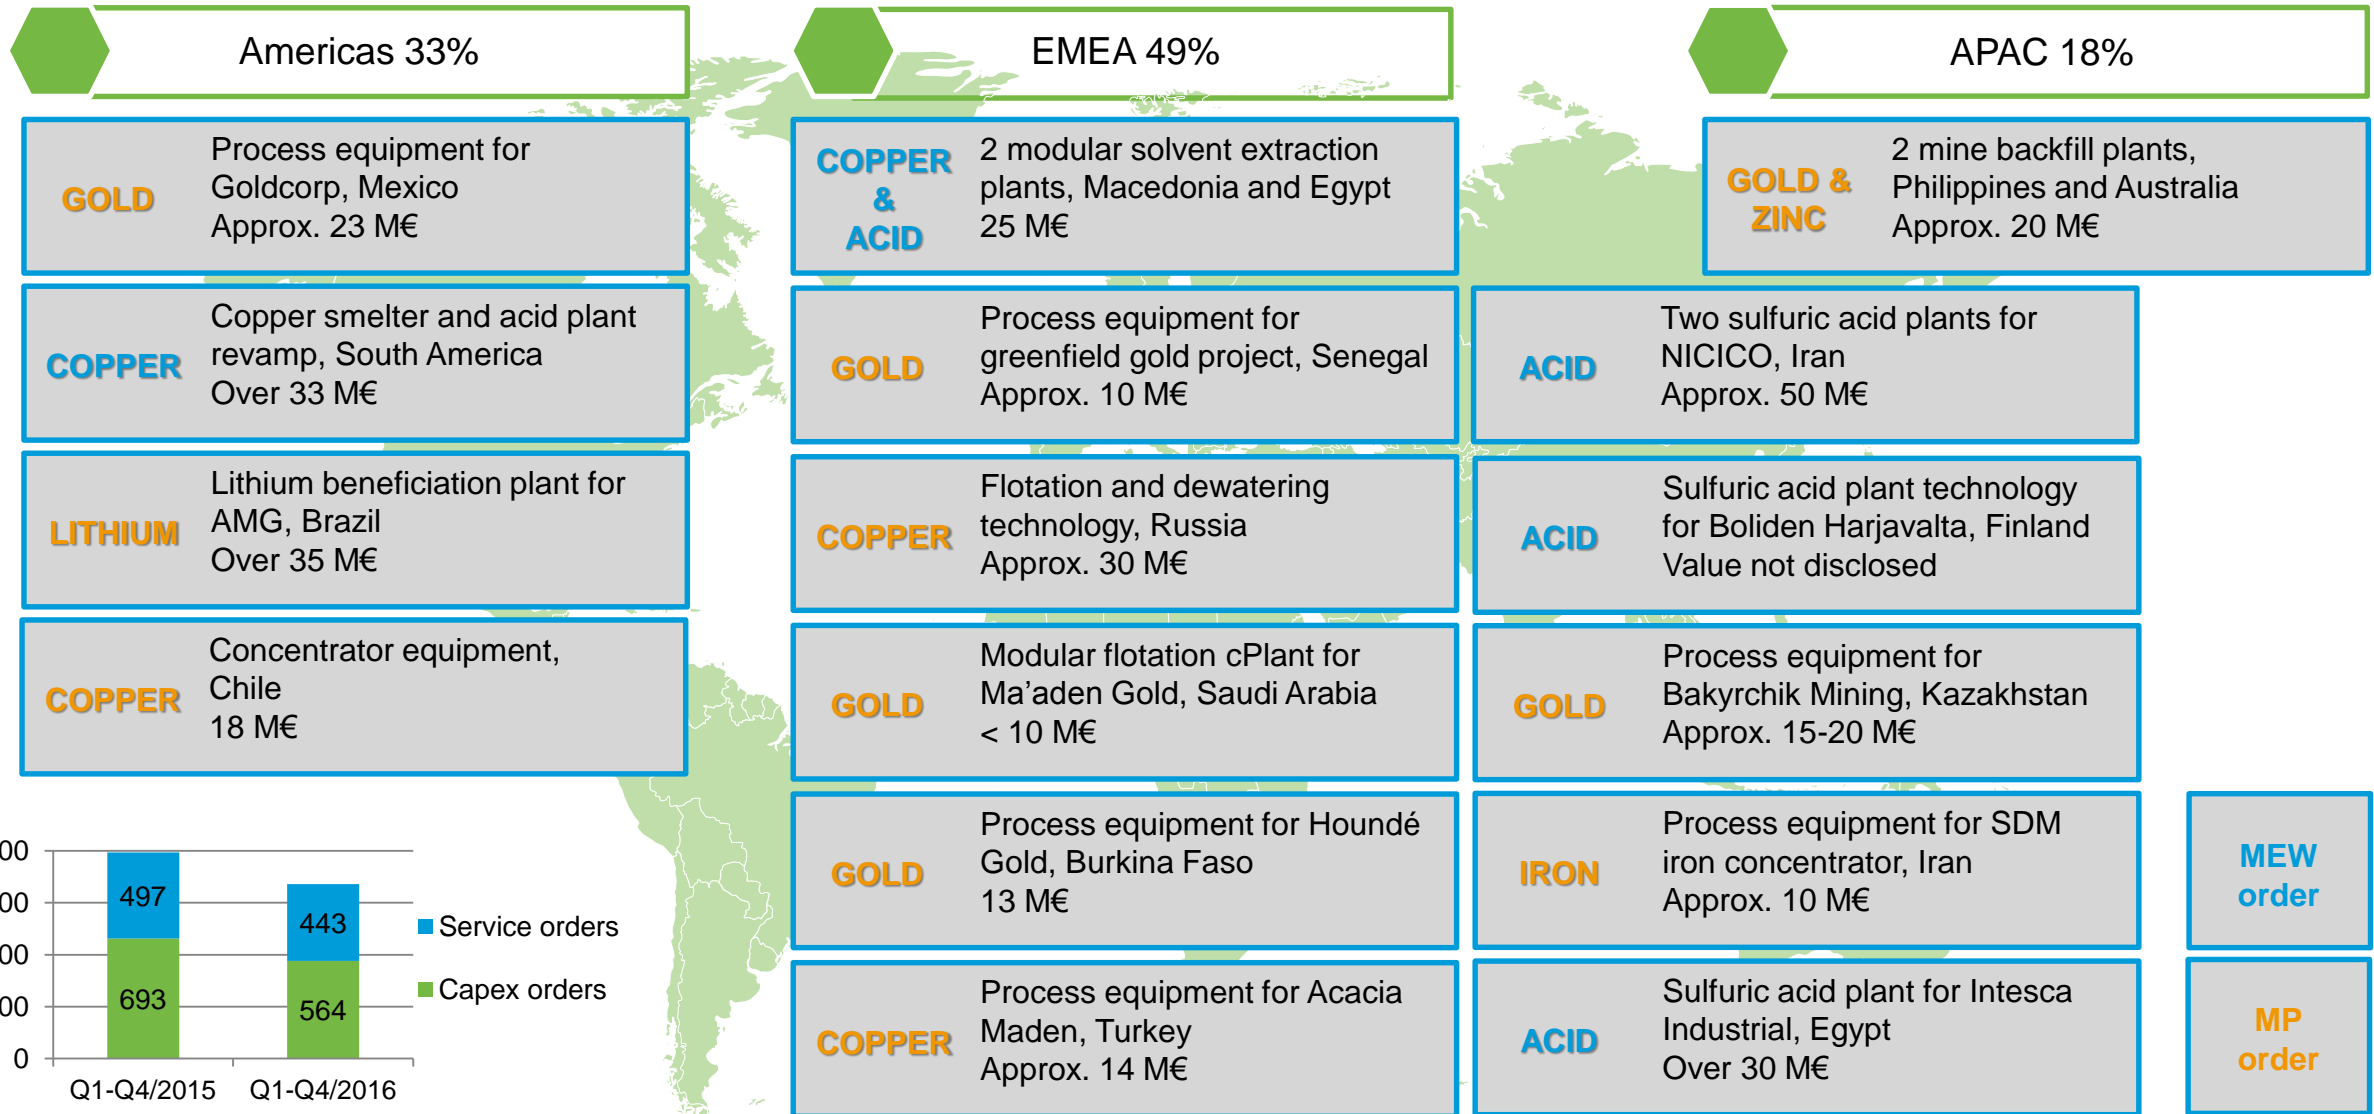 Americas 33%
EMEA 49%
APAC 18%
GOLD
Process equipment for
Goldcorp, Mexico
Approx. 23 M€
COPPER
Copper smelter and acid plant
revamp, South America
Over 33 M€
LITHIUM
Lithium beneficiation plant for
AMG, Brazil
Over 35 M€
COPPER
Concentrator equipment,
Chile
18 M€
COPPER
&
ACID
2 modular solvent extraction
plants, Macedonia and Egypt
25 M€
GOLD
Process equipment for
greenfield gold project, Senegal
Approx. 10 M€
COPPER
Flotation and dewatering
technology, Russia
Approx. 30 M€
GOLD
Modular flotation cPlant for
Ma’aden Gold, Saudi Arabia
< 10 M€
GOLD
Process equipment for Houndé
Gold, Burkina Faso
13 M€
COPPER
Process equipment for Acacia
Maden, Turkey
Approx. 14 M€
GOLD &
ZINC
2 mine backfill plants,
Philippines and Australia
Approx. 20 M€
ACID
Two sulfuric acid plants for
NICICO, Iran
Approx. 50 M€
ACID
Sulfuric acid plant technology
for Boliden Harjavalta, Finland
Value not disclosed
GOLD
Process equipment for
Bakyrchik Mining, Kazakhstan
Approx. 15-20 M€
IRON
Process equipment for SDM
iron concentrator, Iran
Approx. 10 M€
ACID
Sulfuric acid plant for Intesca
Industrial, Egypt
Over 30 M€
MEW
order
MP
order
00
00
00
00
0
497
693
443
564
Service orders
Capex orders
Q1-Q4/2015
Q1-Q4/2016